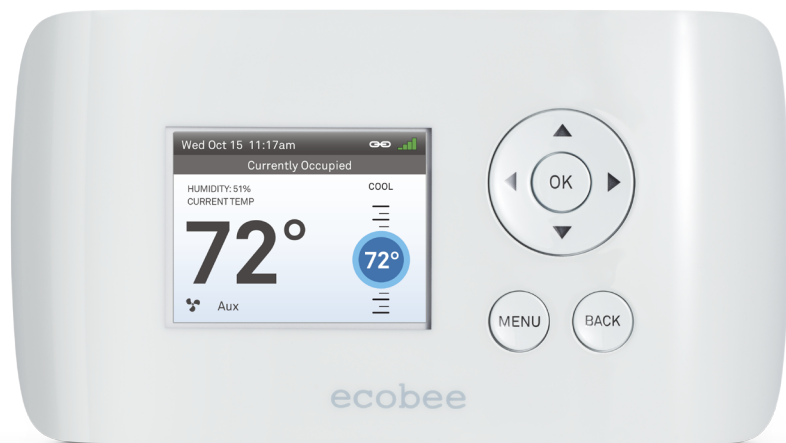 Wed Oct 15 11:17am
Currently Occupied
HUMIDITY: 51%
CURRENT TEMP
72°
Aux
COOL
72°
OK
MENU
BACK
ecobee